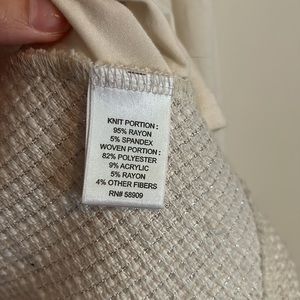 KNIT PORTION :
95% RAYON
5% SPANDEX
WOVEN PORTION :
82% POLYESTER
9% ACRYLIC
5% RAYON
4% OTHER FIBERS
RN# 58909